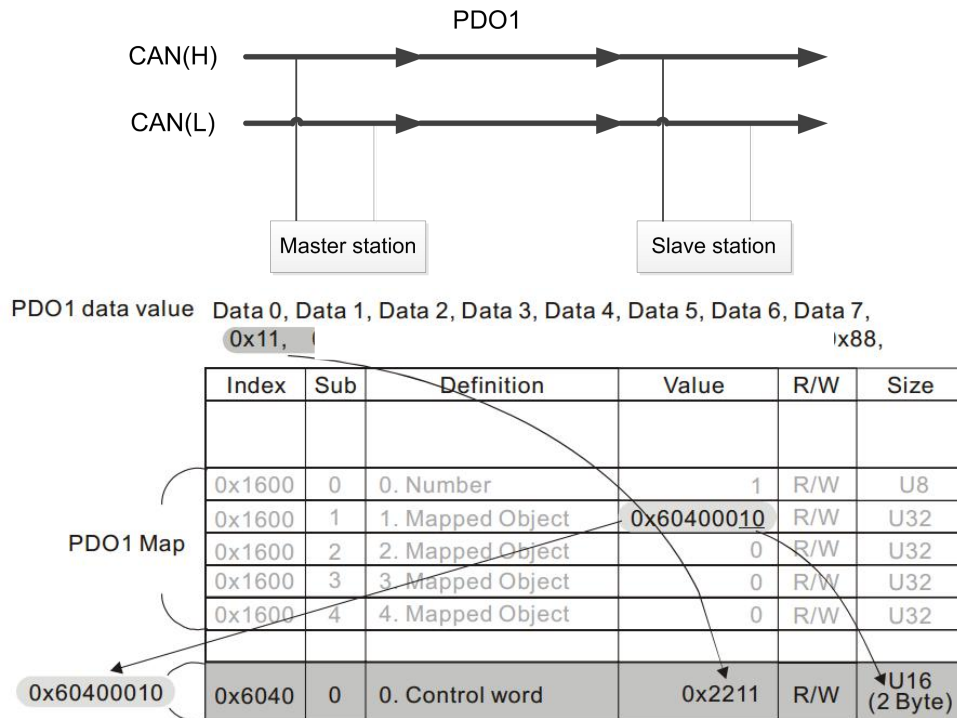 PDO1
CAN(H)
CAN(L)
Master station
Slave station
PDO1 data value Data 0, Data 1, Data 2, Data 3, Data 4, Data 5, Data 6, Data 7,
0x11, x88,
Index Sub Definition Value R/W Size
0x1600 0 0. Number 1 R/W U8
0x1600 1 1. Mapped Object 0x60400010 R/W U32
PDO1 Map
0x1600 2 2. Mapped Object 0 R/W U32
0x1600 3 3. Mapped Object 0 R/W U32
0x1600 4 4. Mapped Object 0 R/W U32
0x60400010 0x6040 0 0. Control word 0x2211 R/W U16
(2 Byte)